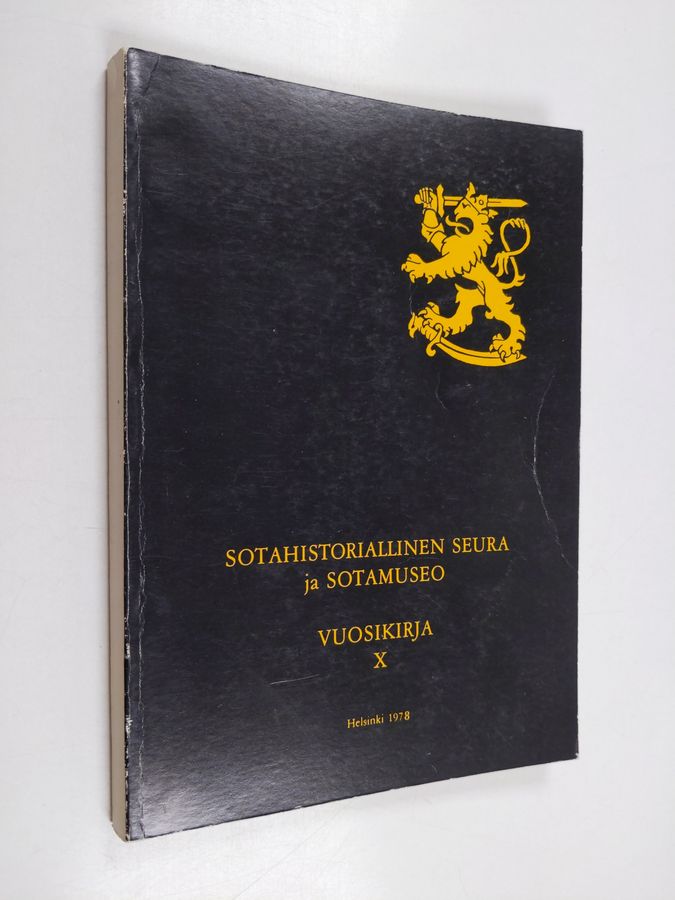 SOTAHISTORIALLINEN SEURA
ja SOTAMUSEO
VUOSIKIRJA
X
Helsinki 1978